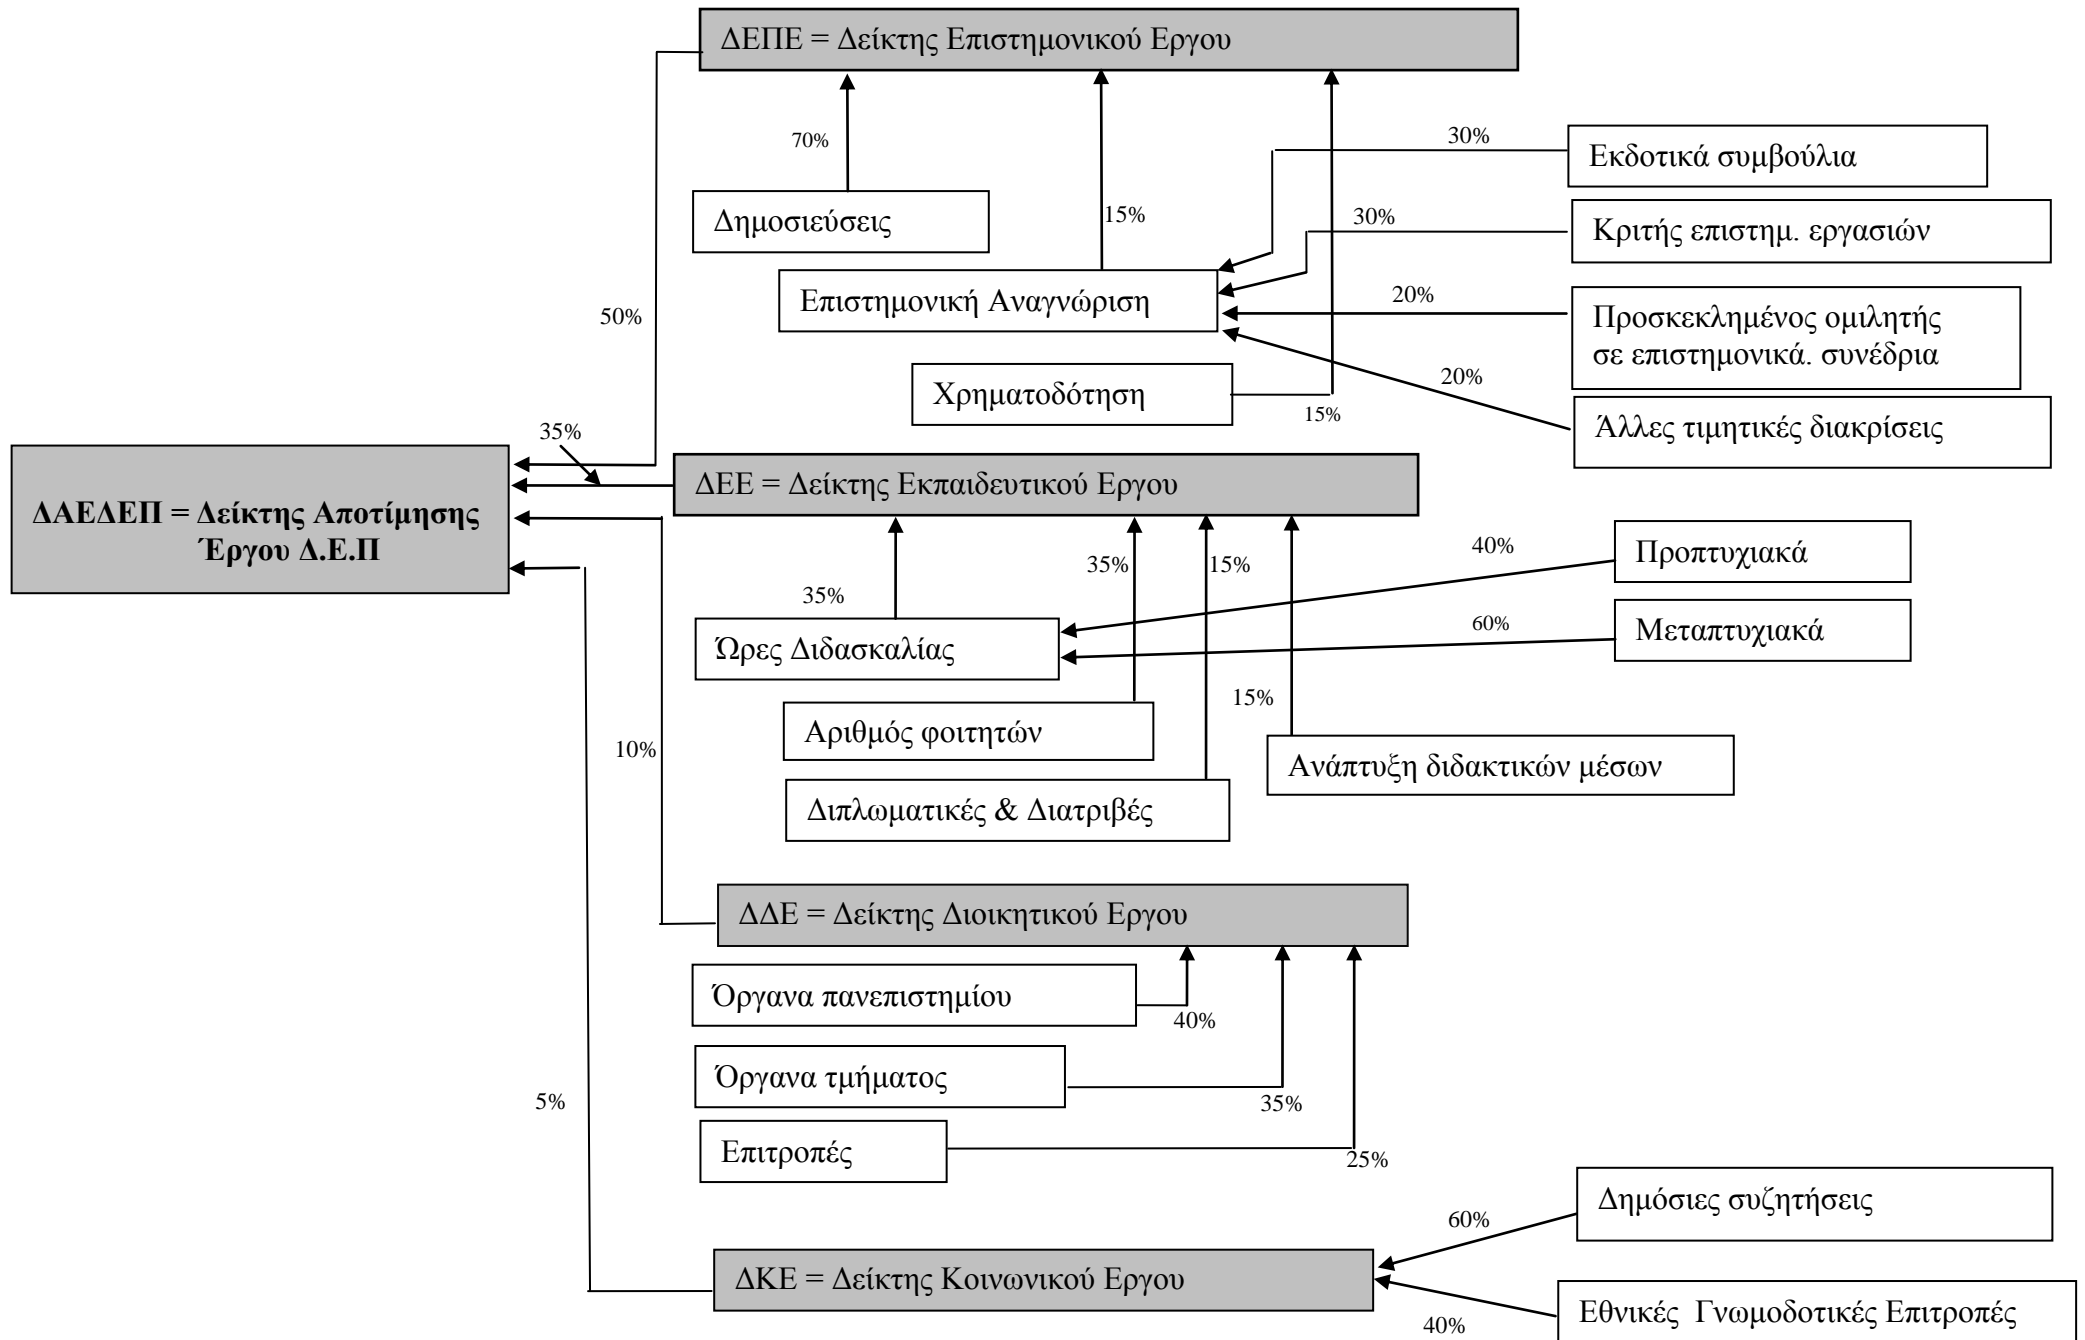 ΔΕΠΕ = Δείκτης Επιστημονικού Εργου
70%
30%
Εκδοτικά συμβούλια
Δημοσιεύσεις
15%
30%
Κριτής επιστημ. εργασιών
Επιστημονική Αναγνώριση
20%
Προσκεκλημένος ομιλητής
σε επιστημονικά. συνέδρια
50%
Χρηματοδότηση
15%
20%
Άλλες τιμητικές διακρίσεις
35%
ΔΕΕ = Δείκτης Εκπαιδευτικού Εργου
ΔΑΕΔΕΠ = Δείκτης Αποτίμησης
Έργου Δ.Ε.Π
35%
35%
15%
40%
Προπτυχιακά
Ώρες Διδασκαλίας
60%
Μεταπτυχιακά
15%
Αριθμός φοιτητών
10%
Ανάπτυξη διδακτικών μέσων
Διπλωματικές & Διατριβές
ΔΔΕ = Δείκτης Διοικητικού Εργου
Όργανα πανεπιστημίου
40%
Όργανα τμήματος
35%
5%
Επιτροπές
25%
60%
Δημόσιες συζητήσεις
ΔΚΕ = Δείκτης Κοινωνικού Εργου
40%
Εθνικές Γνωμοδοτικές Επιτροπές